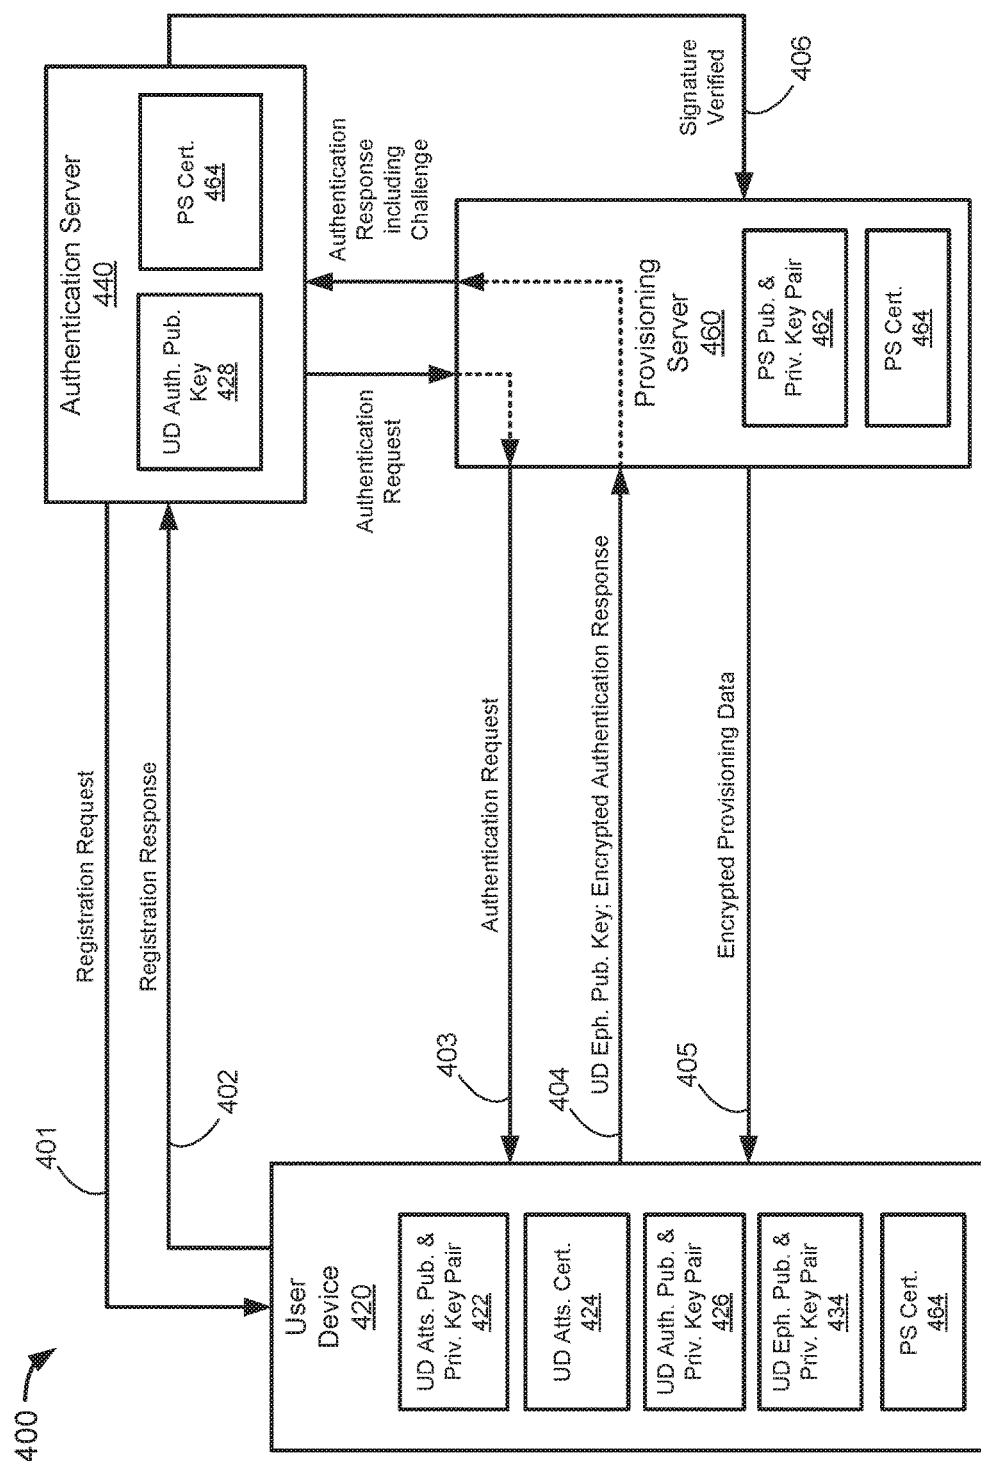 400
User
Device
420
UD Atts. Pub. &
Priv. Key Pair
422
UD Atts. Cert.
424
UD Auth. Pub. &
Priv. Key Pair
426
UD Eph. Pub. &
Priv. Key Pair
434
PS Cert.
464
401
Registration Request
402
Registration Response
403
Authentication Request
404
UD Eph. Pub. Key; Encrypted Authentication Response
405
Encrypted Provisioning Data
Authentication Server
440
UD Auth. Pub.
Key
428
PS Cert.
464
Authentication
Request
Authentication
Response
including
Challenge
Provisioning
Server
460
PS Pub. &
Priv. Key Pair
462
PS Cert.
464
Signature
Verified
406